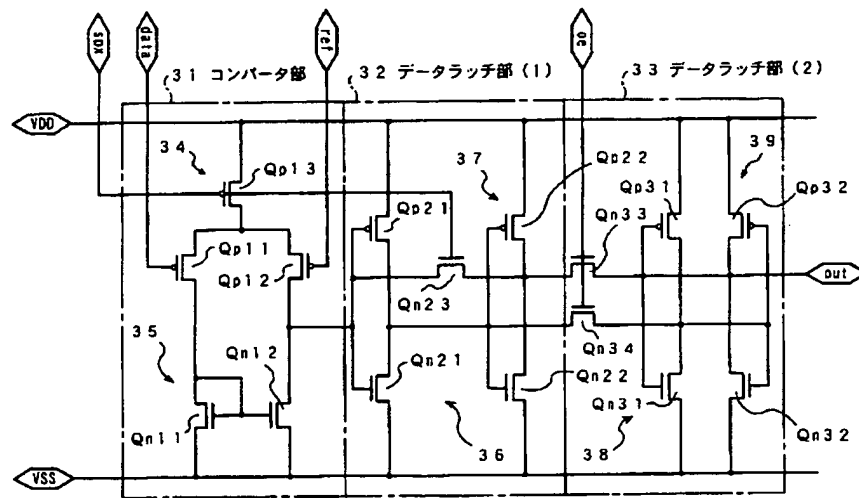 spx
data
ref
oe
31 コンパータ部
32 データラッチ部(1)
33 データラッチ部(2)
VDD
34
Qp13
37
Qp22
39
Qp31
Qp32
Qp21
Qn33
Qp11
Qp12
Qn23
out
Qn34
35
Qn12
Qn21
Qn22
Qn11
Qn31
36
38
Qn32
VSS